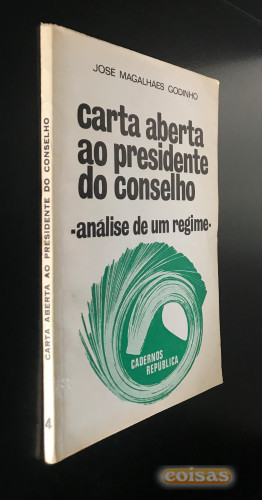 JOSE MAGALHAES GODINHO
carta aberta
ao presidente
do conselho
-análise de um regime-
CADERNOS
REPÚBLICA
CARTA ABERTA AO PRESIDENTE DO CONSELHO
4
coisas